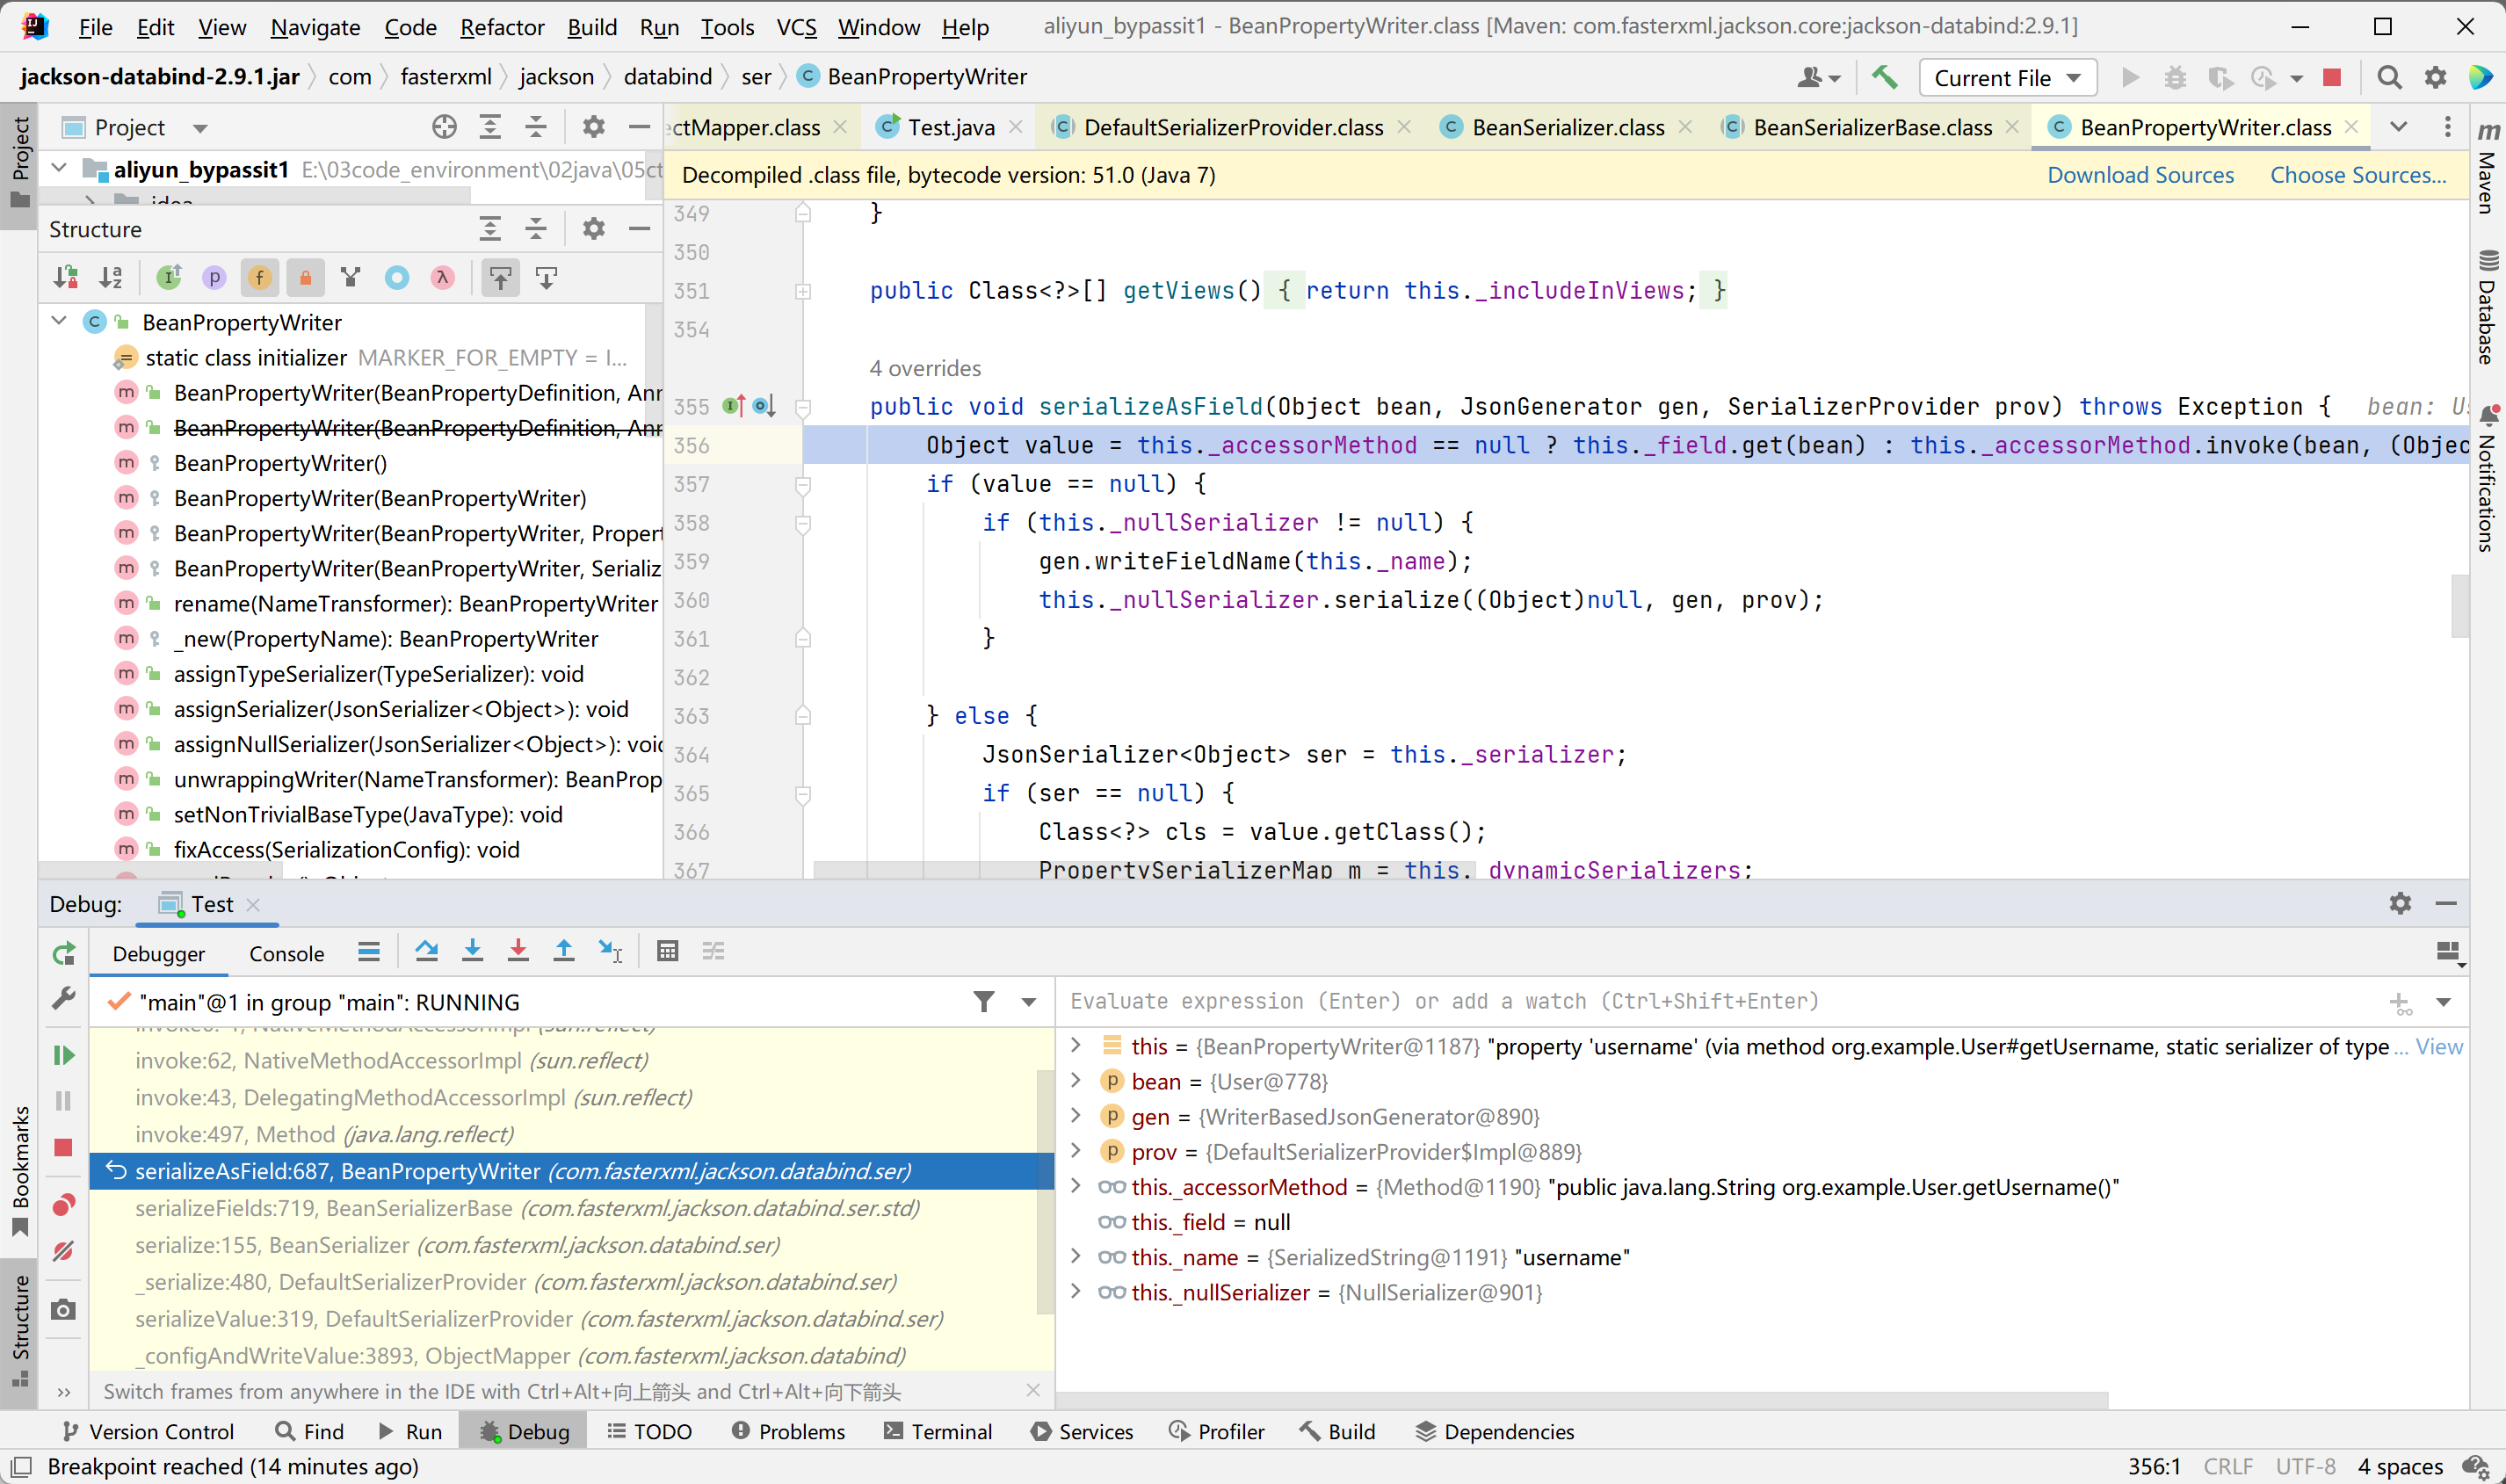 File Edit View Navigate Code Refactor Build Run Tools VCS Window Help aliyun_bypassit1 - BeanPropertyWriter.class [Maven: com.fasterxml.jackson.core:jackson-databind:2.9.1]
jackson-databind-2.9.1.jar com fasterxml jackson databind ser BeanPropertyWriter Current File
Project
Project
ectMapper.class Test.java DefaultSerializerProvider.class BeanSerializer.class BeanSerializerBase.class BeanPropertyWriter.class
aliyun_bypassit1 E:\03code_environment\02java\05ct
Structure
BeanPropertyWriter
static class initializer MARKER_FOR_EMPTY = I...
BeanPropertyWriter(BeanPropertyDefinition, Anr
BeanPropertyWriter(BeanPropertyDefinition, Anr
BeanPropertyWriter()
BeanPropertyWriter(BeanPropertyWriter)
BeanPropertyWriter(BeanPropertyWriter, Propert
BeanPropertyWriter(BeanPropertyWriter, Serializ
rename(NameTransformer): BeanPropertyWriter
_new(PropertyName): BeanPropertyWriter
assignTypeSerializer(TypeSerializer): void
assignSerializer(JsonSerializer<Object>): void
assignNullSerializer(JsonSerializer<Object>): void
unwrappingWriter(NameTransformer): BeanProp
setNonTrivialBaseType(JavaType): void
fixAccess(SerializationConfig): void
Decompiled .class file, bytecode version: 51.0 (Java 7) Download Sources Choose Sources...
349 }
350
351 public Class<?>[] getViews() { return this._includeInViews; }
354
4 overrides
355 public void serializeAsField(Object bean, JsonGenerator gen, SerializerProvider prov) throws Exception { bean: Us
356 Object value = this._accessorMethod == null ? this._field.get(bean) : this._accessorMethod.invoke(bean, (Objec
357 if (value == null) {
358 if (this._nullSerializer != null) {
359 gen.writeFieldName(this._name);
360 this._nullSerializer.serialize((Object)null, gen, prov);
361 }
362
363 } else {
364 JsonSerializer<Object> ser = this._serializer;
365 if (ser == null) {
366 Class<?> cls = value.getClass();
367 PropertySerializerMap m = this._dynamicSerializers;
Maven
Database
Notifications
Debug: Test
Debugger Console
"main"@1 in group "main": RUNNING
invoke:62, NativeMethodAccessorImpl (sun.reflect)
invoke:43, DelegatingMethodAccessorImpl (sun.reflect)
invoke:497, Method (java.lang.reflect)
serializeAsField:687, BeanPropertyWriter (com.fasterxml.jackson.databind.ser)
serializeFields:719, BeanSerializerBase (com.fasterxml.jackson.databind.ser.std)
serialize:155, BeanSerializer (com.fasterxml.jackson.databind.ser)
_serialize:480, DefaultSerializerProvider (com.fasterxml.jackson.databind.ser)
serializeValue:319, DefaultSerializerProvider (com.fasterxml.jackson.databind.ser)
_configAndWriteValue:3893, ObjectMapper (com.fasterxml.jackson.databind)
Switch frames from anywhere in the IDE with Ctrl+Alt+向上箭头 and Ctrl+Alt+向下箭头
Evaluate expression (Enter) or add a watch (Ctrl+Shift+Enter)
this = {BeanPropertyWriter@1187} "property 'username' (via method org.example.User#getUsername, static serializer of type ... View
bean = {User@778}
gen = {WriterBasedJsonGenerator@890}
prov = {DefaultSerializerProvider$Impl@889}
this._accessorMethod = {Method@1190} "public java.lang.String org.example.User.getUsername()"
this._field = null
this._name = {SerializedString@1191} "username"
this._nullSerializer = {NullSerializer@901}
Bookmarks
Structure
Version Control Find Run Debug TODO Problems Terminal Services Profiler Build Dependencies
Breakpoint reached (14 minutes ago) 356:1 CRLF UTF-8 4 spaces